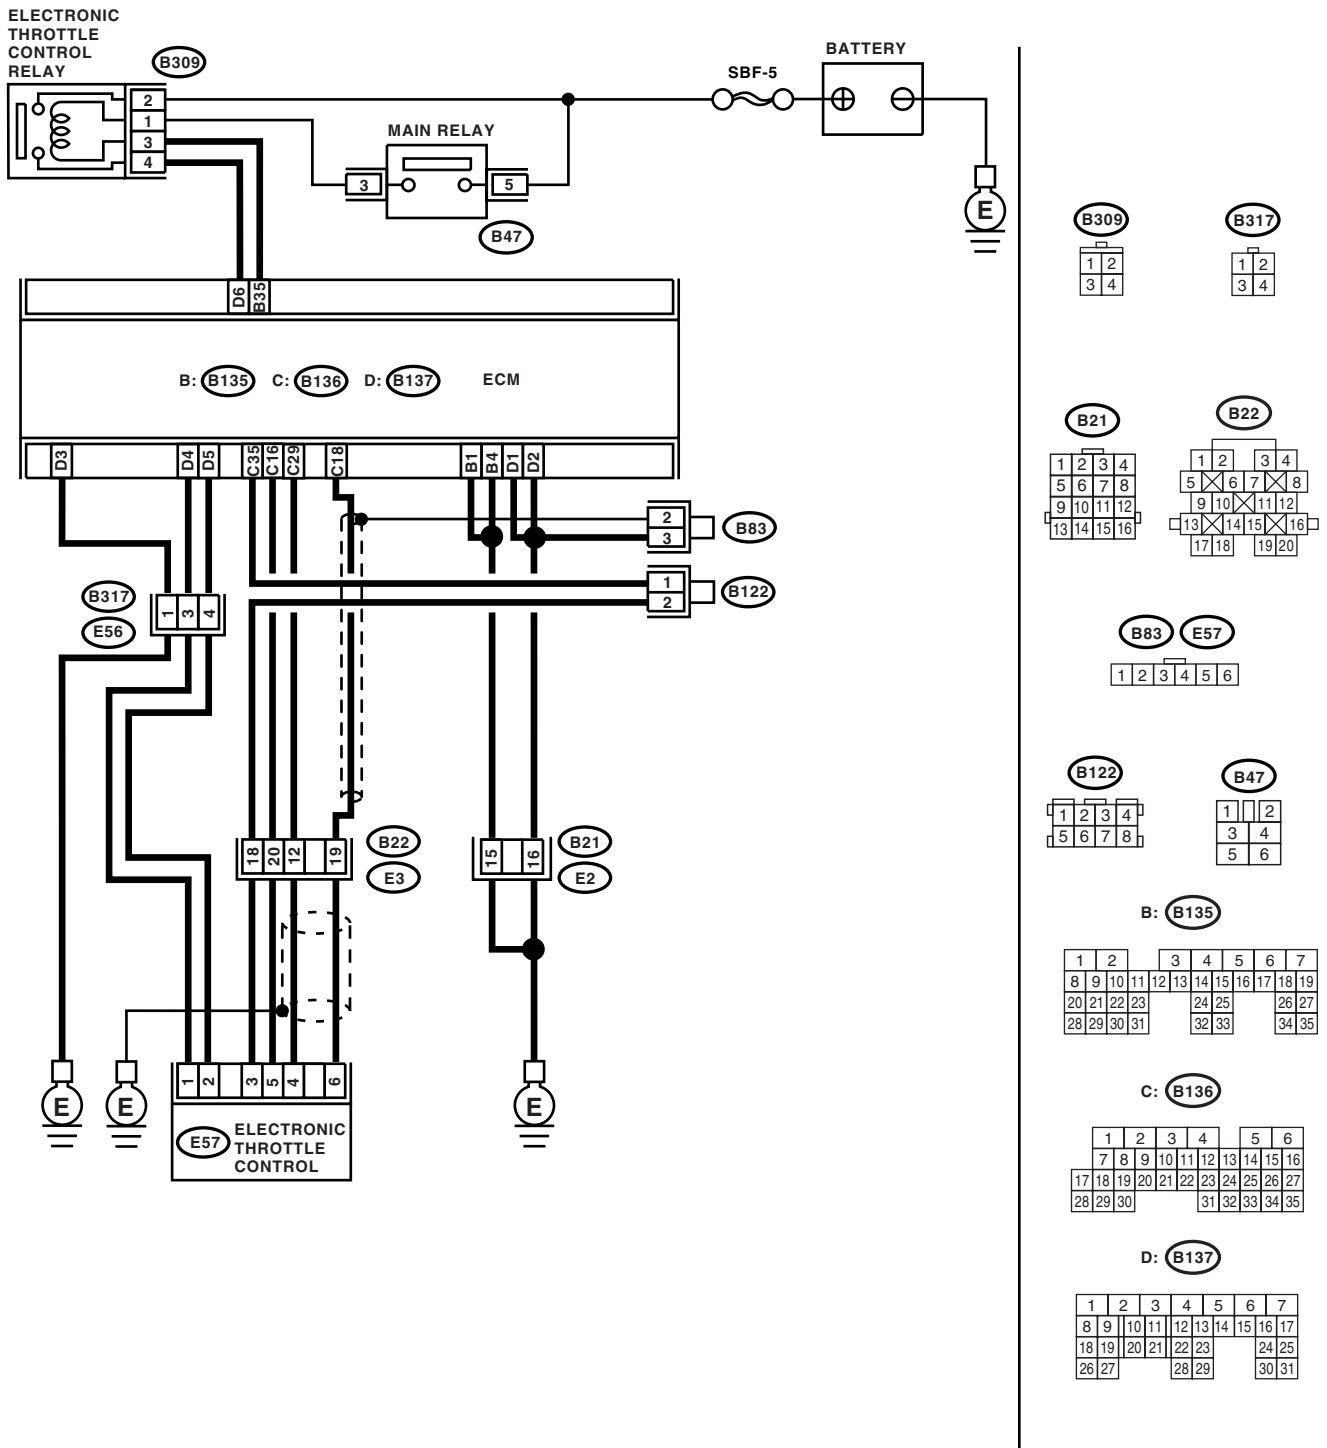 ELECTRONIC
THROTTLE
CONTROL
RELAY
B309
2
1
3
4
MAIN RELAY
3
5
B47
SBF-5
BATTERY
E
D6
B35
B: B135 C: B136 D: B137 ECM
D3
D4
D5
C35
C16
C29
C18
B1
B4
D1
D2
2
3
B83
1
2
B122
B317
E56
1
3
4
18
20
12
19
B22
E3
15
16
B21
E2
E
E
E
1
2
3
5
4
6
E57
ELECTRONIC
THROTTLE
CONTROL
B309
1 2
3 4
B317
1 2
3 4
B21
1 2 3 4
5 6 7 8
9 10 11 12
13 14 15 16
B22
1 2 3 4
5 6 7 8
9 10 11 12
13 14 15 16
17 18 19 20
B83 E57
1 2 3 4 5 6
B122
1 2 3 4
5 6 7 8
B47
1 2
3 4
5 6
B: B135
1 2 3 4 5 6 7
8 9 10 11 12 13 14 15 16 17 18 19
20 21 22 23 24 25 26 27
28 29 30 31 32 33 34 35
C: B136
1 2 3 4 5 6
7 8 9 10 11 12 13 14 15 16
17 18 19 20 21 22 23 24 25 26 27
28 29 30 31 32 33 34 35
D: B137
1 2 3 4 5 6 7
8 9 10 11 12 13 14 15 16 17
18 19 20 21 22 23 24 25
26 27 28 29 30 31